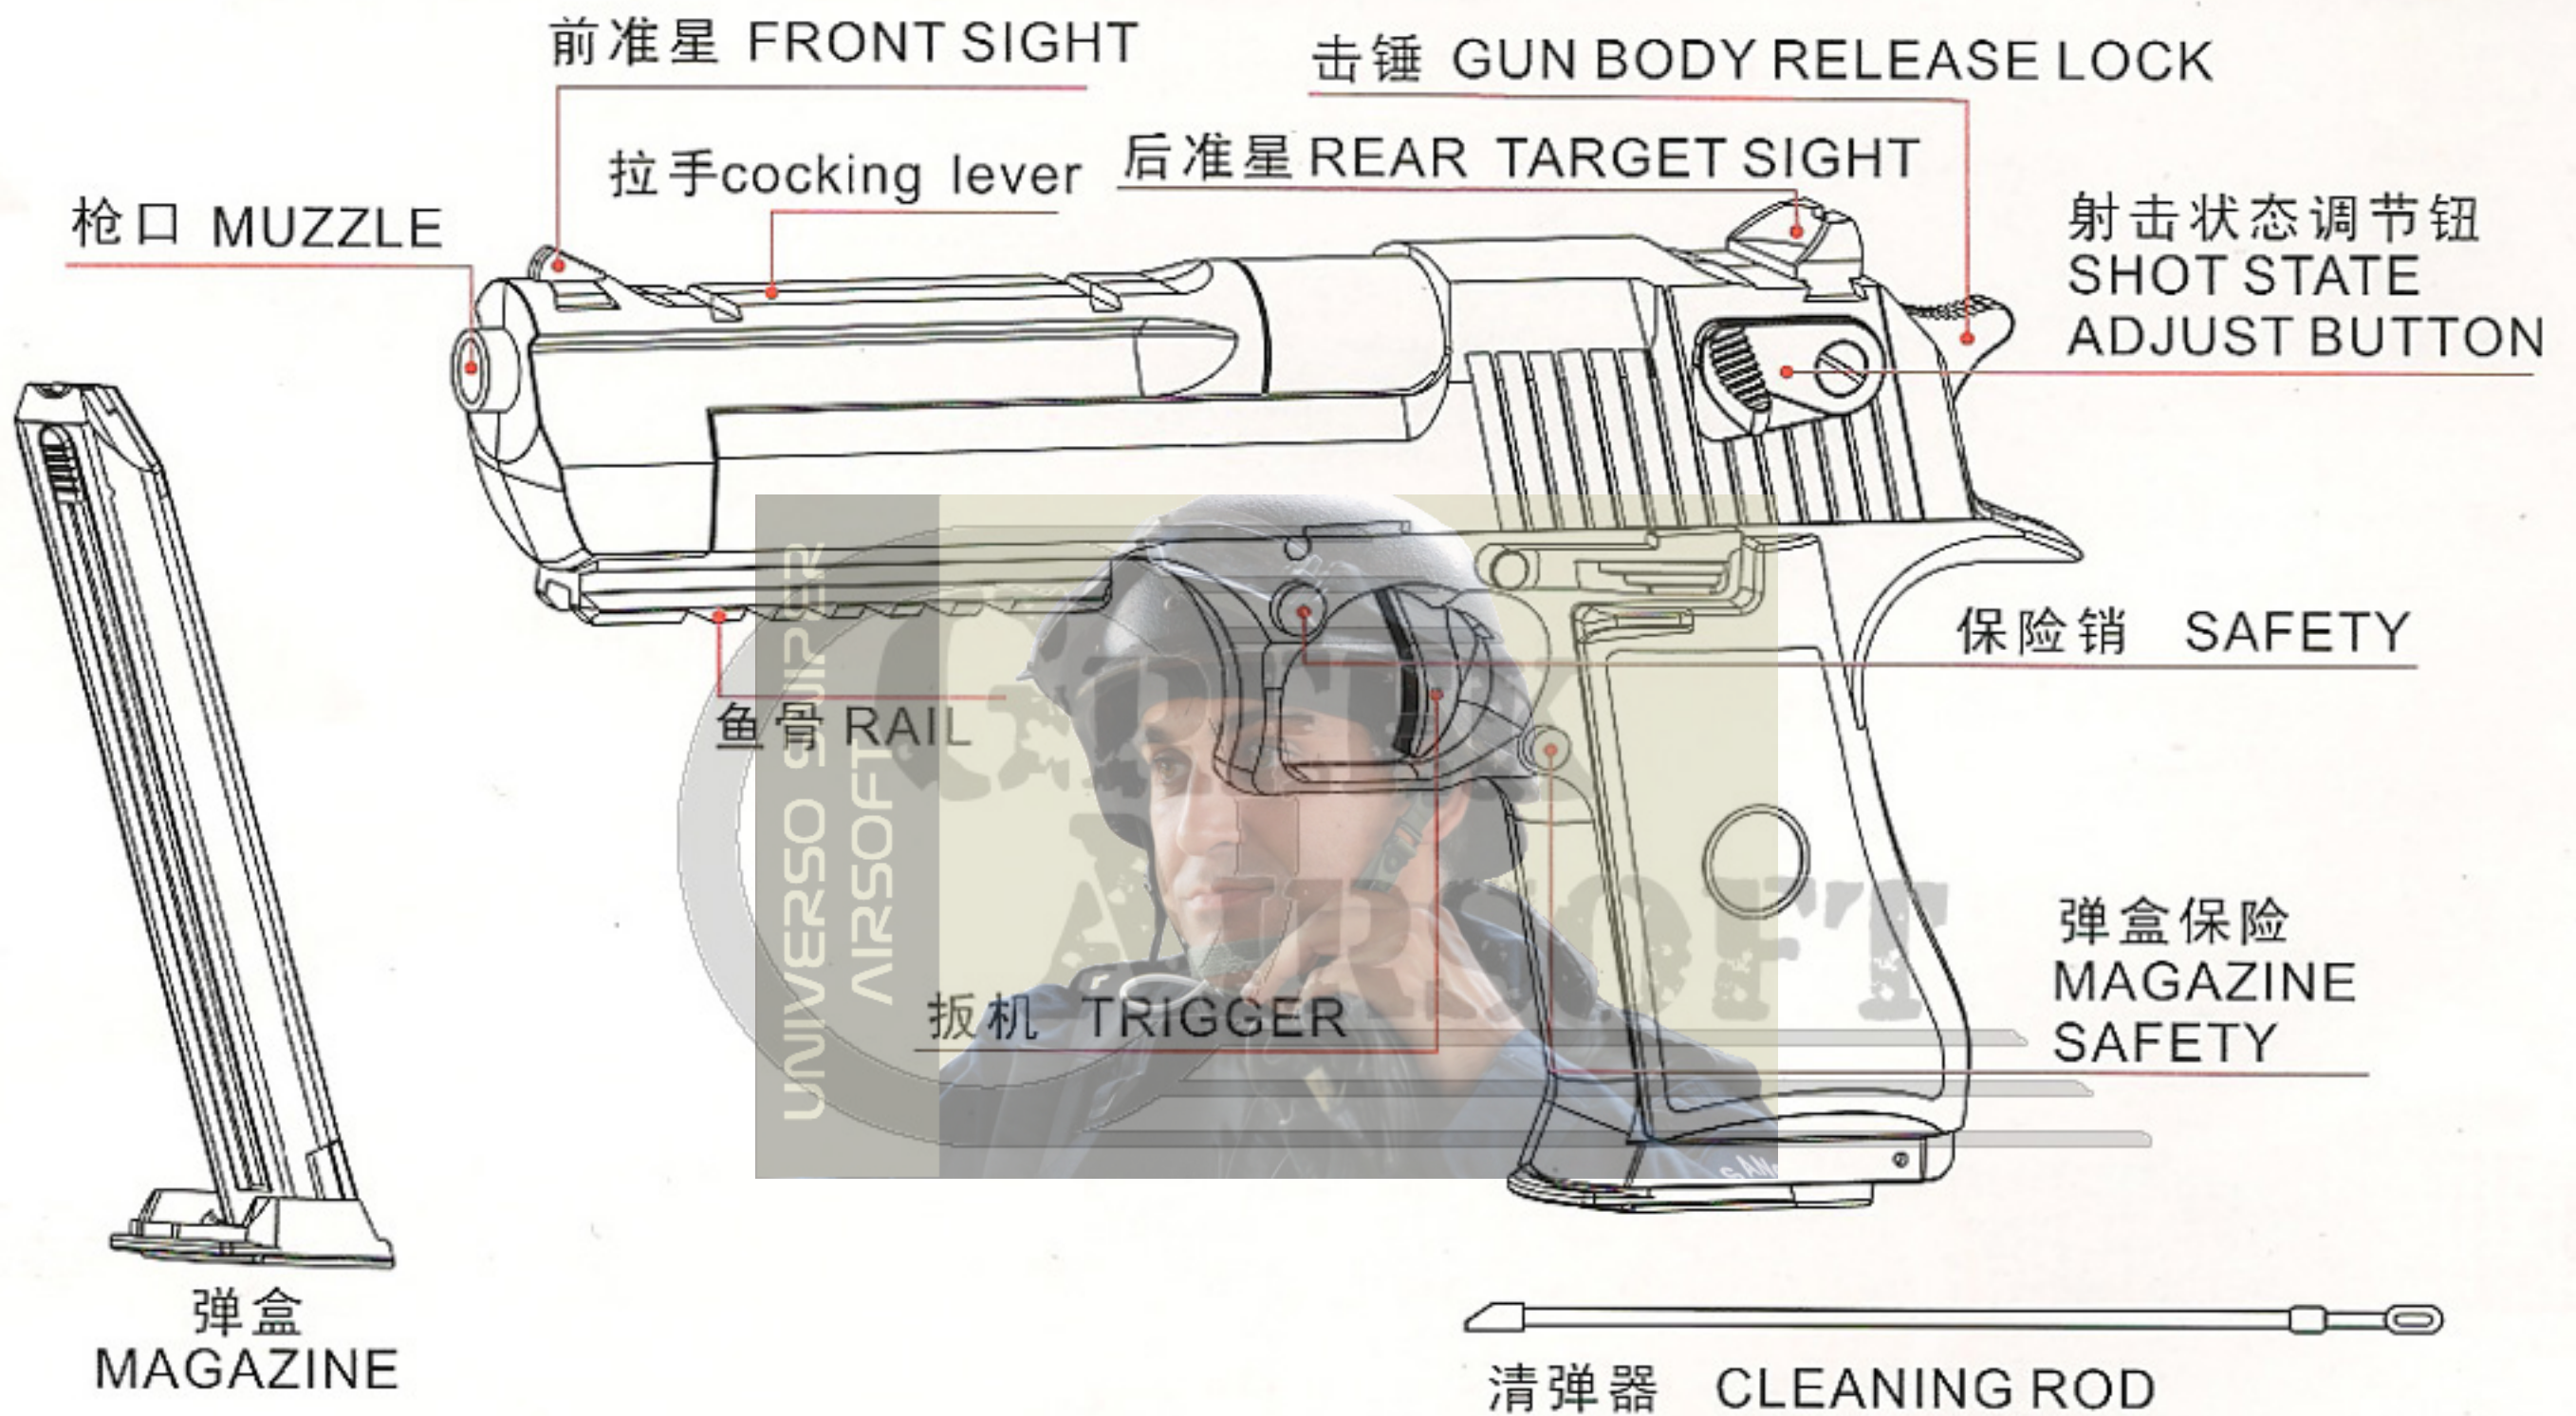 前准星 FRONT SIGHT
击锤 GUN BODY RELEASE LOCK
拉手cocking lever
后准星 REAR TARGET SIGHT
枪口 MUZZLE
射击状态调节钮
SHOT STATE
ADJUST BUTTON
保险销 SAFETY
鱼骨 RAIL
UNIVERSO SUIPER
AIRSOFT
GEEK
AIRSOFT
扳机 TRIGGER
弹盒保险
MAGAZINE
SAFETY
弹盒
MAGAZINE
清弹器 CLEANING ROD